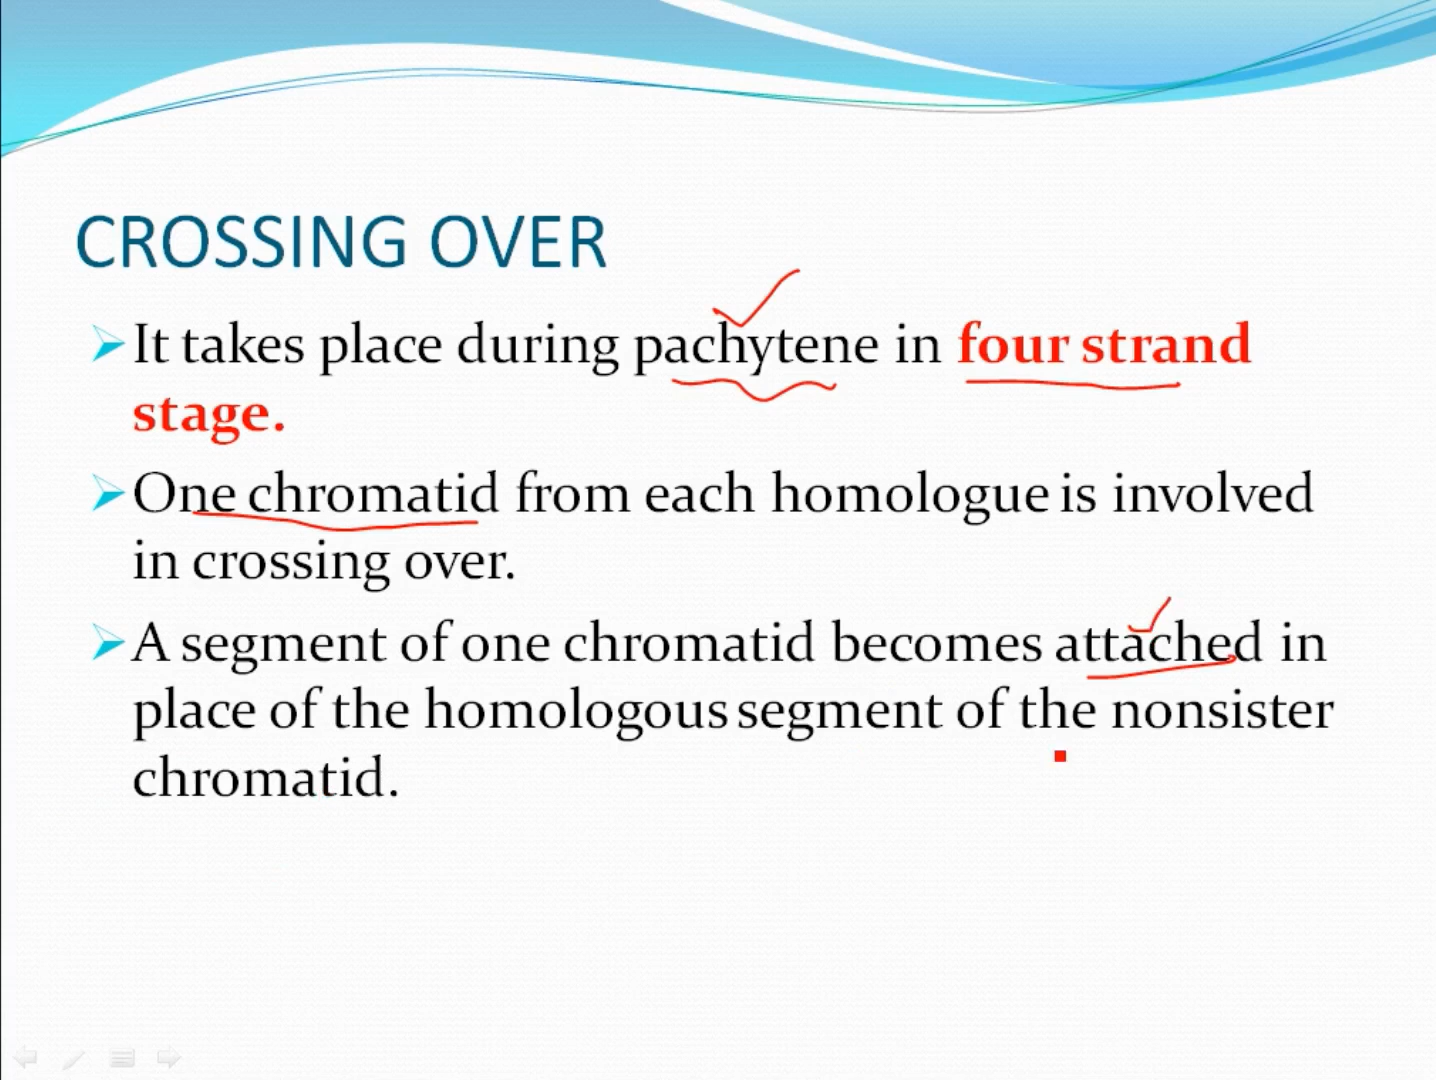 CROSSING OVER
It takes place during pachytene in four strand
stage.
One chromatid from each homologue is involved
in crossing over.
A segment of one chromatid becomes attached in
place of the homologous segment of the nonsister
chromatid.